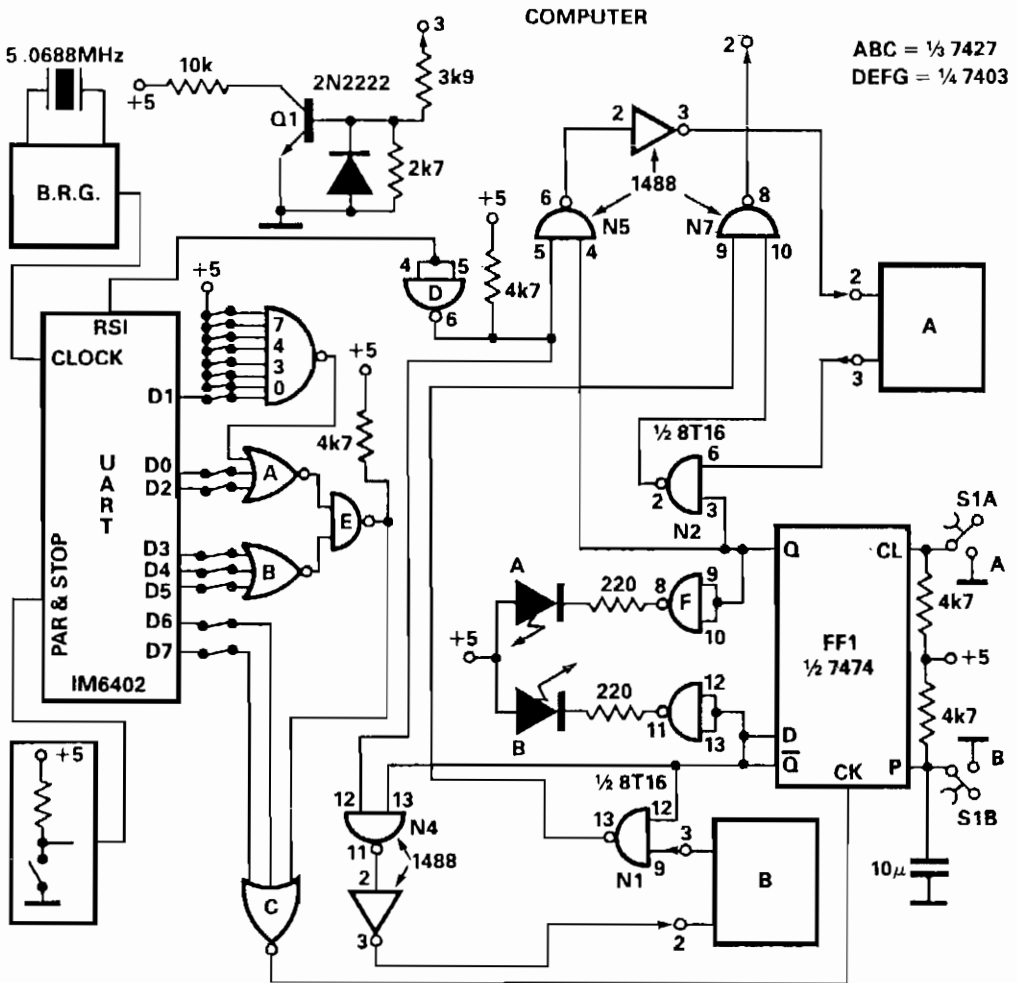 COMPUTER
5.0688MHz
+5
10k
2N2222
Q1
3
3k9
2k7
B.R.G.
2
3
1488
2
ABC = ⅓ 7427
DEFG = ¼ 7403
6
N5
5
4
8
N7
9
10
+5
4k7
4
5
D
6
2
A
3
RSI
CLOCK
UART
PAR & STOP
IM6402
D1
D0
D2
D3
D4
D5
D6
D7
+5
7
4
3
0
+5
4k7
A
B
E
C
½ 8T16
6
2
3
N2
Q
CL
FF1
½ 7474
D
Q
CK
P
S1A
A
4k7
+5
4k7
B
S1B
10μ
A
220
8
F
9
10
+5
B
220
11
12
13
½ 8T16
12
13
9
N1
3
B
2
12
13
N4
11
1488
2
3
+5